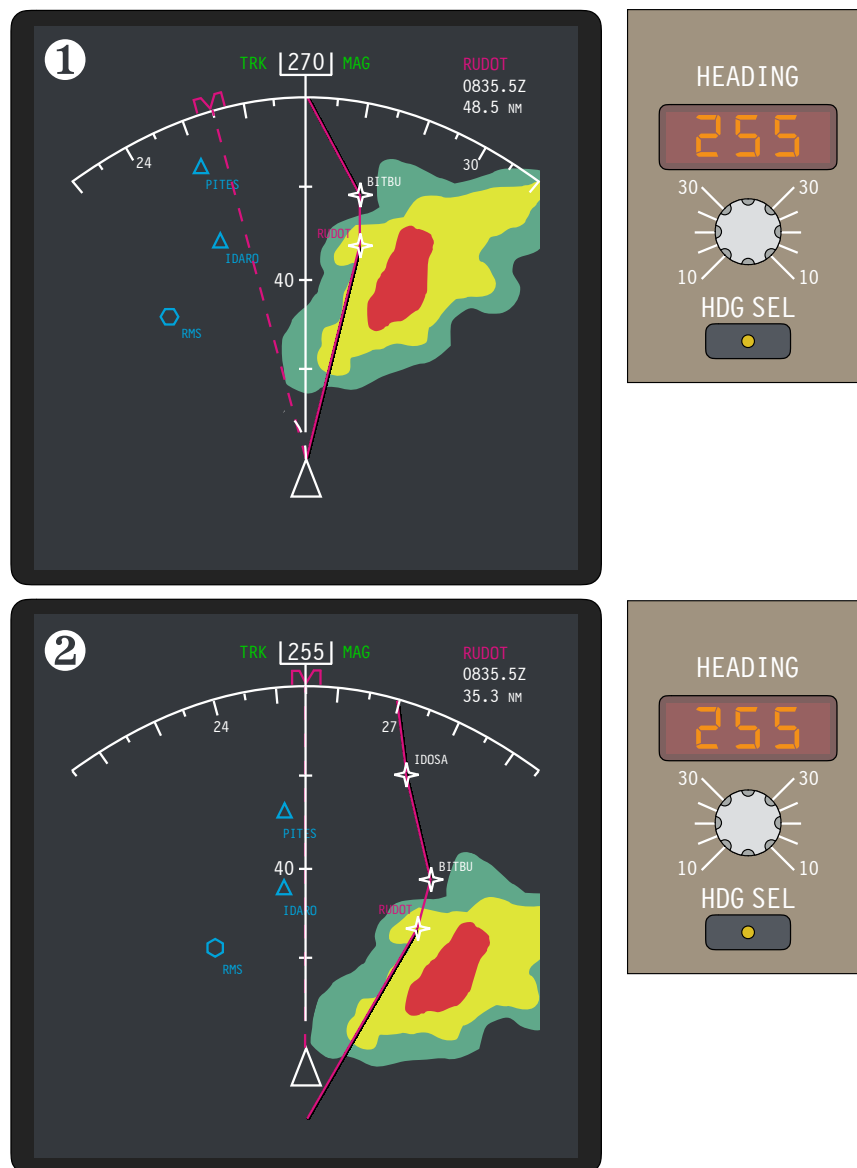 1
TRK 270 MAG
RUDOT
0835.5Z
48.5 NM
24
30
PITES
BITBU
RUDOT
IDARO
40
RMS
HEADING
255
30 30
10 10
HDG SEL
2
TRK 255 MAG
RUDOT
0835.5Z
35.3 NM
24
27
IDOSA
PITES
40
BITBU
IDARO
RUDOT
RMS
HEADING
255
30 30
10 10
HDG SEL